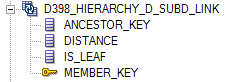 D398_HIERARCHY_D_SUBD_LINK
ANCESTOR_KEY
DISTANCE
IS_LEAF
MEMBER_KEY